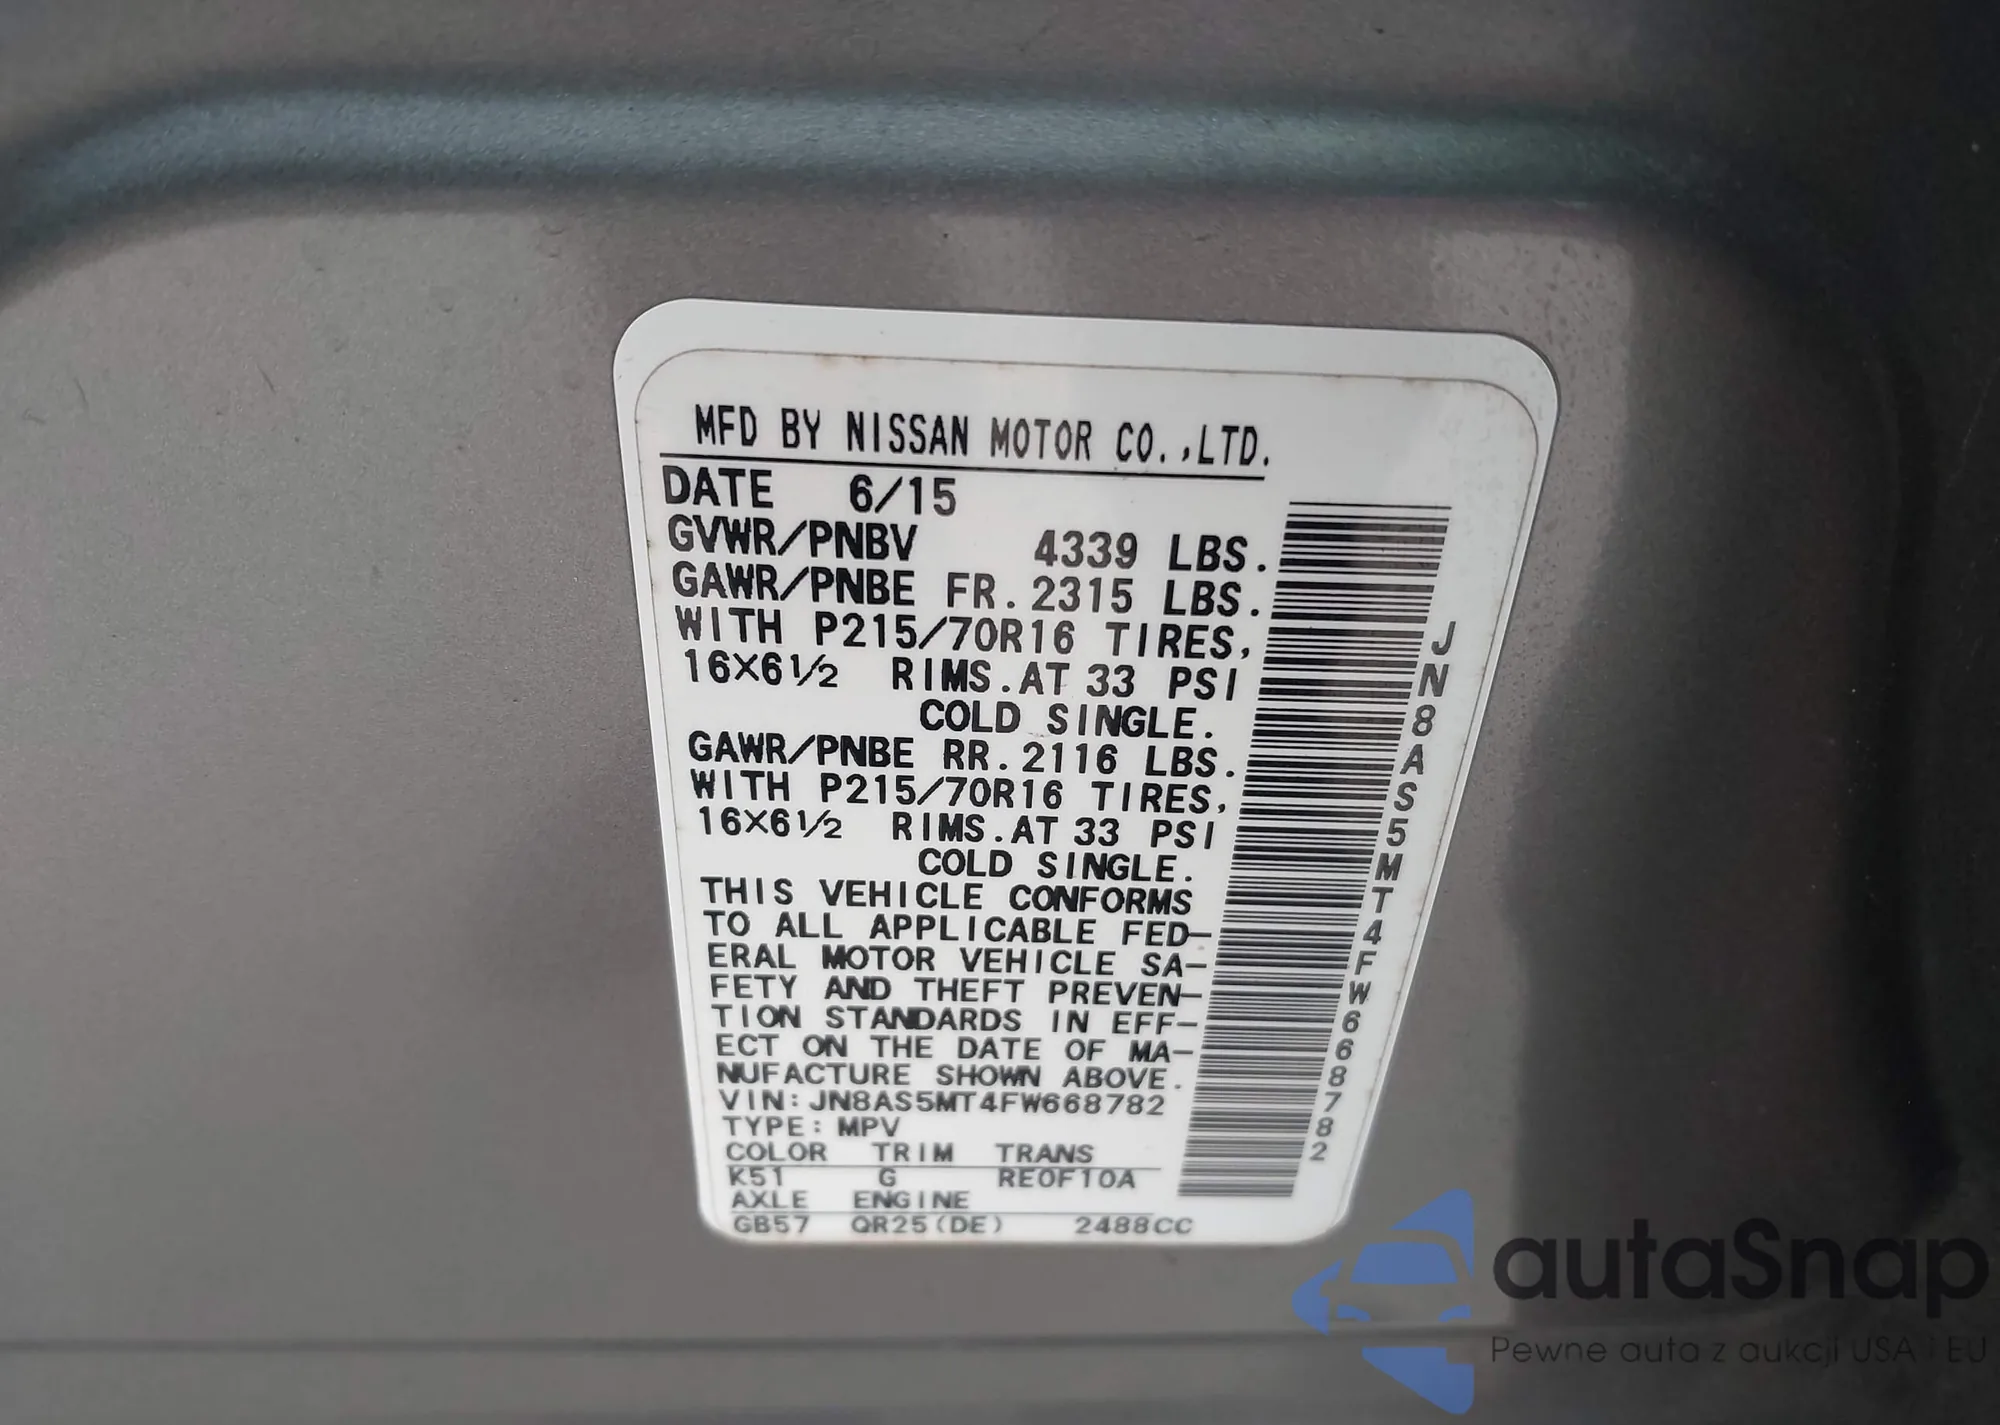 MFD BY NISSAN MOTOR CO.,LTD.
DATE 6/15
GVWR/PNBV 4339 LBS.
GAWR/PNBE FR. 2315 LBS.
WITH P215/70R16 TIRES,
16X6½ RIMS. AT 33 PSI
COLD SINGLE.
GAWR/PNBE RR. 2116 LBS.
WITH P215/70R16 TIRES,
16X6½ RIMS. AT 33 PSI
COLD SINGLE.
THIS VEHICLE CONFORMS
TO ALL APPLICABLE FED-
ERAL MOTOR VEHICLE SA-
FETY AND THEFT PREVEN-
TION STANDARDS IN EFF-
ECT ON THE DATE OF MA-
NUFACTURE SHOWN ABOVE.
VIN: JN8AS5MT4FW668782
TYPE: MPV
COLOR TRIM TRANS
K51 G RE0F10A
AXLE ENGINE
GB57 QR25(DE) 2488CC
JN8AS5MT4FW668782
autaSnap
Pewne auta z aukcji USA i EU